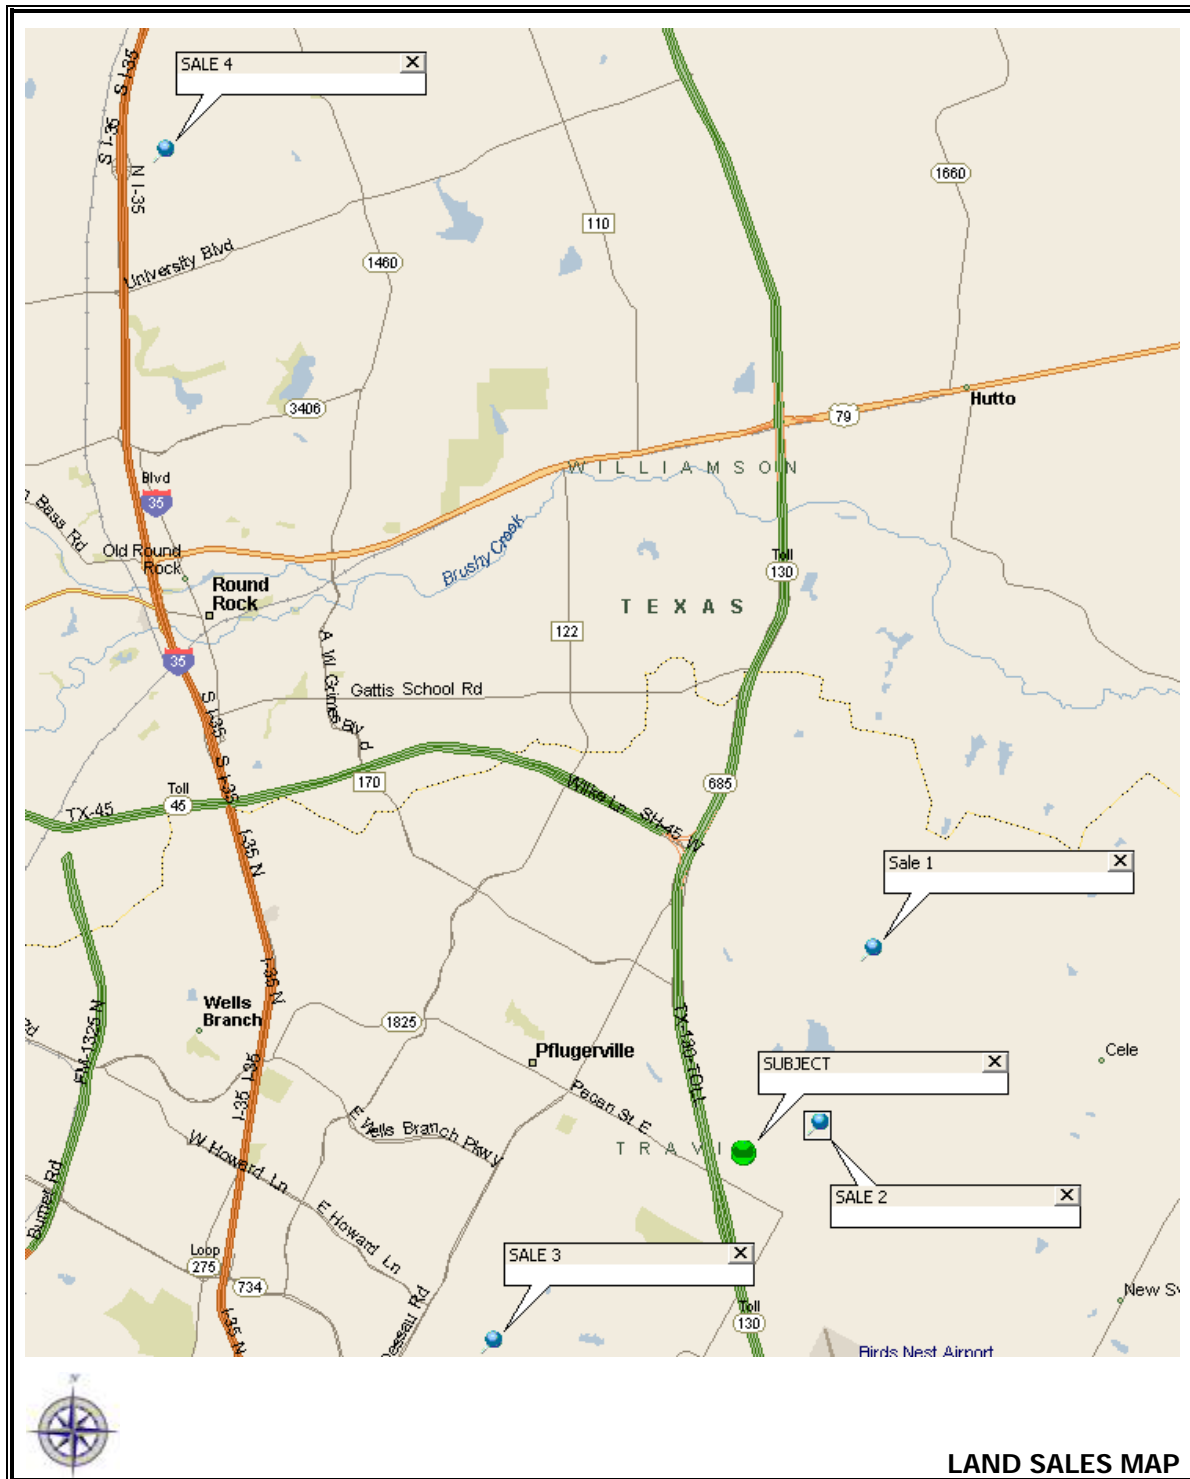 S I-35
SALE 4
S I-35
N I-35
1660
110
University Blvd
1460
3406
79
Hutto
WILLIAMSON
Blvd
35
Bass Rd
Old Round
Rock
Brushy Creek
Toll
130
Round
Rock
TEXAS
122
A W Grimes Blvd
35
Gattis School Rd
S I-35
S I-35
170
685
Toll
45
TX-45
Wilke Ln
SH-45 W
I-35 N
Sale 1
I-35 N
Wells
Branch
FM-1325 N
1825
TX-130-TOLL
Pflugerville
Cele
SUBJECT
I-35
I-35
Pecan St E
E Wells Branch Pkwy
TRAVI
W Howard Ln
SALE 2
Burnet Rd
E Howard Ln
Loop
275
734
SALE 3
Dessau Rd
I-35 N
Toll
130
New Sw
Birds Nest Airport
N
LAND SALES MAP